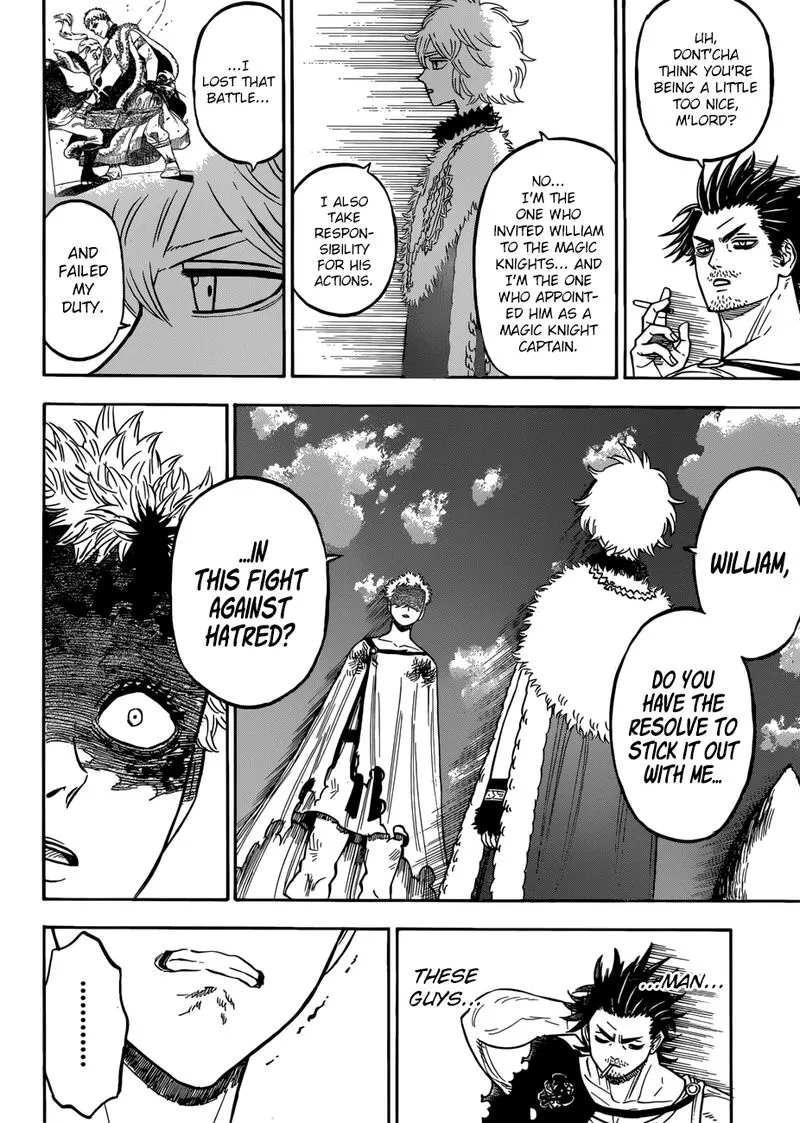 UH,
DONT'CHA
THINK YOU'RE
BEING A LITTLE
TOO NICE,
M'LORD?
NO...
I'M THE
ONE WHO
INVITED WILLIAM
TO THE MAGIC
KNIGHTS... AND
I'M THE ONE
WHO APPOINT-
ED HIM AS A
MAGIC KNIGHT
CAPTAIN.
I ALSO
TAKE
RESPON-
SIBILITY
FOR HIS
ACTIONS.
...I
LOST THAT
BATTLE...
AND
FAILED
MY
DUTY.
WILLIAM,
DO YOU
HAVE THE
RESOLVE TO
STICK IT OUT
WITH ME...
...IN
THIS FIGHT
AGAINST
HATRED?
...MAN...
THESE
GUYS...
.........